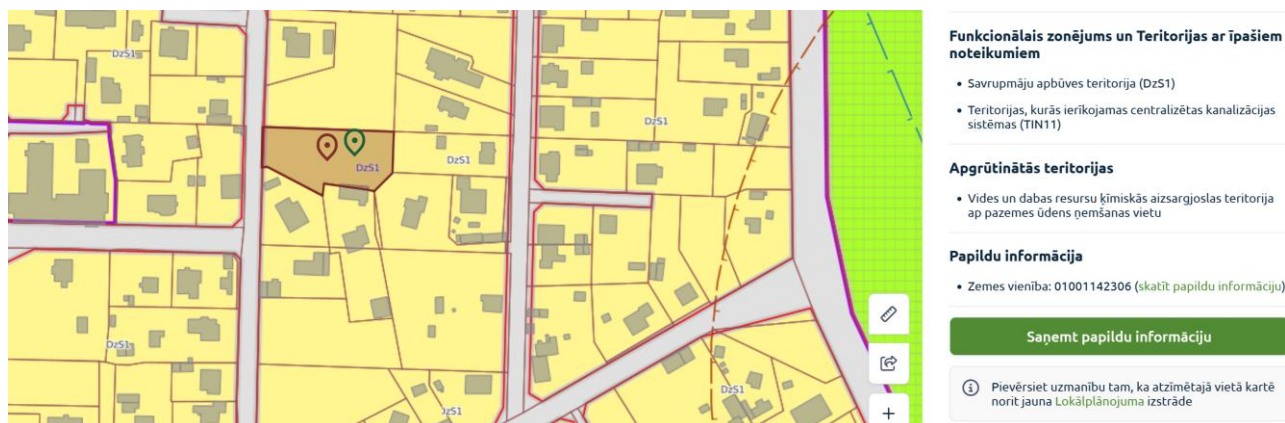 DzS1
DzS1
DzS1
DzS1
DzS1
DzS1
DzS1
+
Funkcionālais zonējums un Teritorijas ar īpašiem
noteikumiem
• Savrupmāju apbūves teritorija (DzS1)
• Teritorijas, kurās ierīkojamas centralizētas kanalizācijas
sistēmas (TIN11)
Apgrūtinātās teritorijas
• Vides un dabas resursu ķīmiskās aizsargjoslas teritorija
ap pazemes ūdens ņemšanas vietu
Papildu informācija
• Zemes vienība: 01001142306 (skatīt papildu informāciju)
Saņemt papildu informāciju
Pievērsiet uzmanību tam, ka atzīmētajā vietā kartē
norit jauna Lokālplānojuma izstrāde